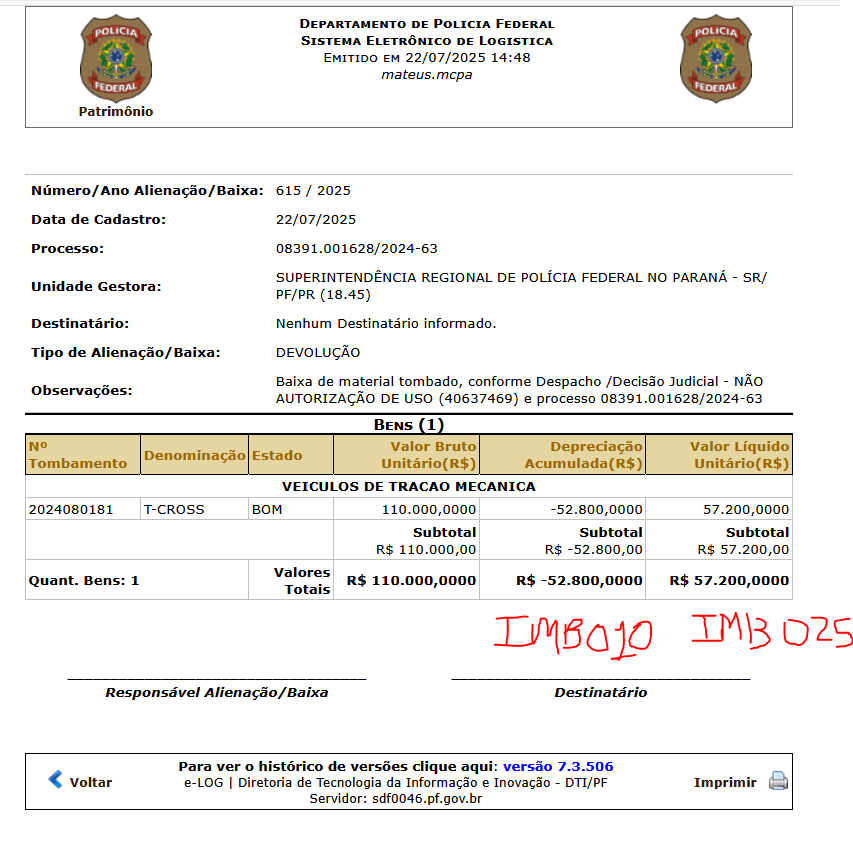 POLICIA
FEDERAL
Patrimônio
DEPARTAMENTO DE POLICIA FEDERAL
SISTEMA ELETRÔNICO DE LOGISTICA
EMITIDO EM 22/07/2025 14:48
mateus.mcpa
POLICIA
FEDERAL
Número/Ano Alienação/Baixa: 615 / 2025
Data de Cadastro: 22/07/2025
Processo: 08391.001628/2024-63
Unidade Gestora: SUPERINTENDÊNCIA REGIONAL DE POLÍCIA FEDERAL NO PARANÁ - SR/
PF/PR (18.45)
Destinatário: Nenhum Destinatário informado.
Tipo de Alienação/Baixa: DEVOLUÇÃO
Observações: Baixa de material tombado, conforme Despacho /Decisão Judicial - NÃO
AUTORIZAÇÃO DE USO (40637469) e processo 08391.001628/2024-63
BENS (1)
Nº Tombamento Denominação Estado Valor Bruto Unitário(R$) Depreciação Acumulada(R$) Valor Líquido Unitário(R$)
VEICULOS DE TRACAO MECANICA
2024080181 T-CROSS BOM 110.000,0000 -52.800,0000 57.200,0000
Subtotal Subtotal Subtotal
R$ 110.000,00 R$ -52.800,00 R$ 57.200,00
Quant. Bens: 1 Valores Totais R$ 110.000,0000 R$ -52.800,0000 R$ 57.200,0000
IMB010 IMB025
Responsável Alienação/Baixa Destinatário
Para ver o histórico de versões clique aqui: versão 7.3.506
Voltar e-LOG | Diretoria de Tecnologia da Informação e Inovação - DTI/PF Imprimir
Servidor: sdf0046.pf.gov.br